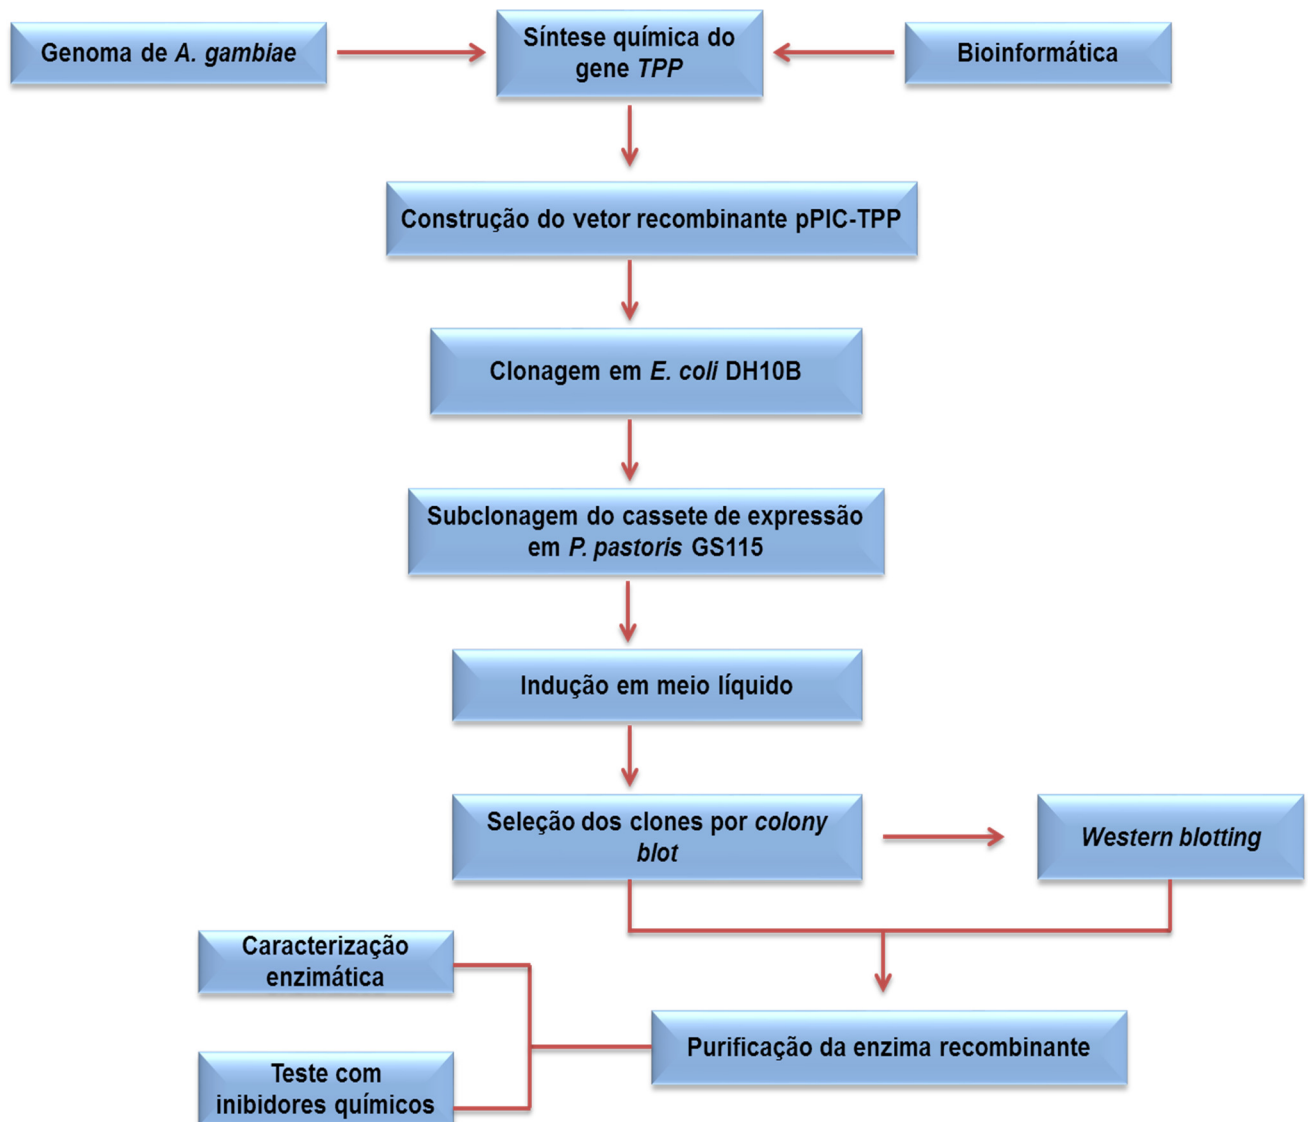 Genoma de A. gambiae
Síntese química do
gene TPP
Bioinformática
Construção do vetor recombinante pPIC-TPP
Clonagem em E. coli DH10B
Subclonagem do cassete de expressão
em P. pastoris GS115
Indução em meio líquido
Seleção dos clones por colony
blot
Western blotting
Caracterização
enzimática
Purificação da enzima recombinante
Teste com
inibidores químicos